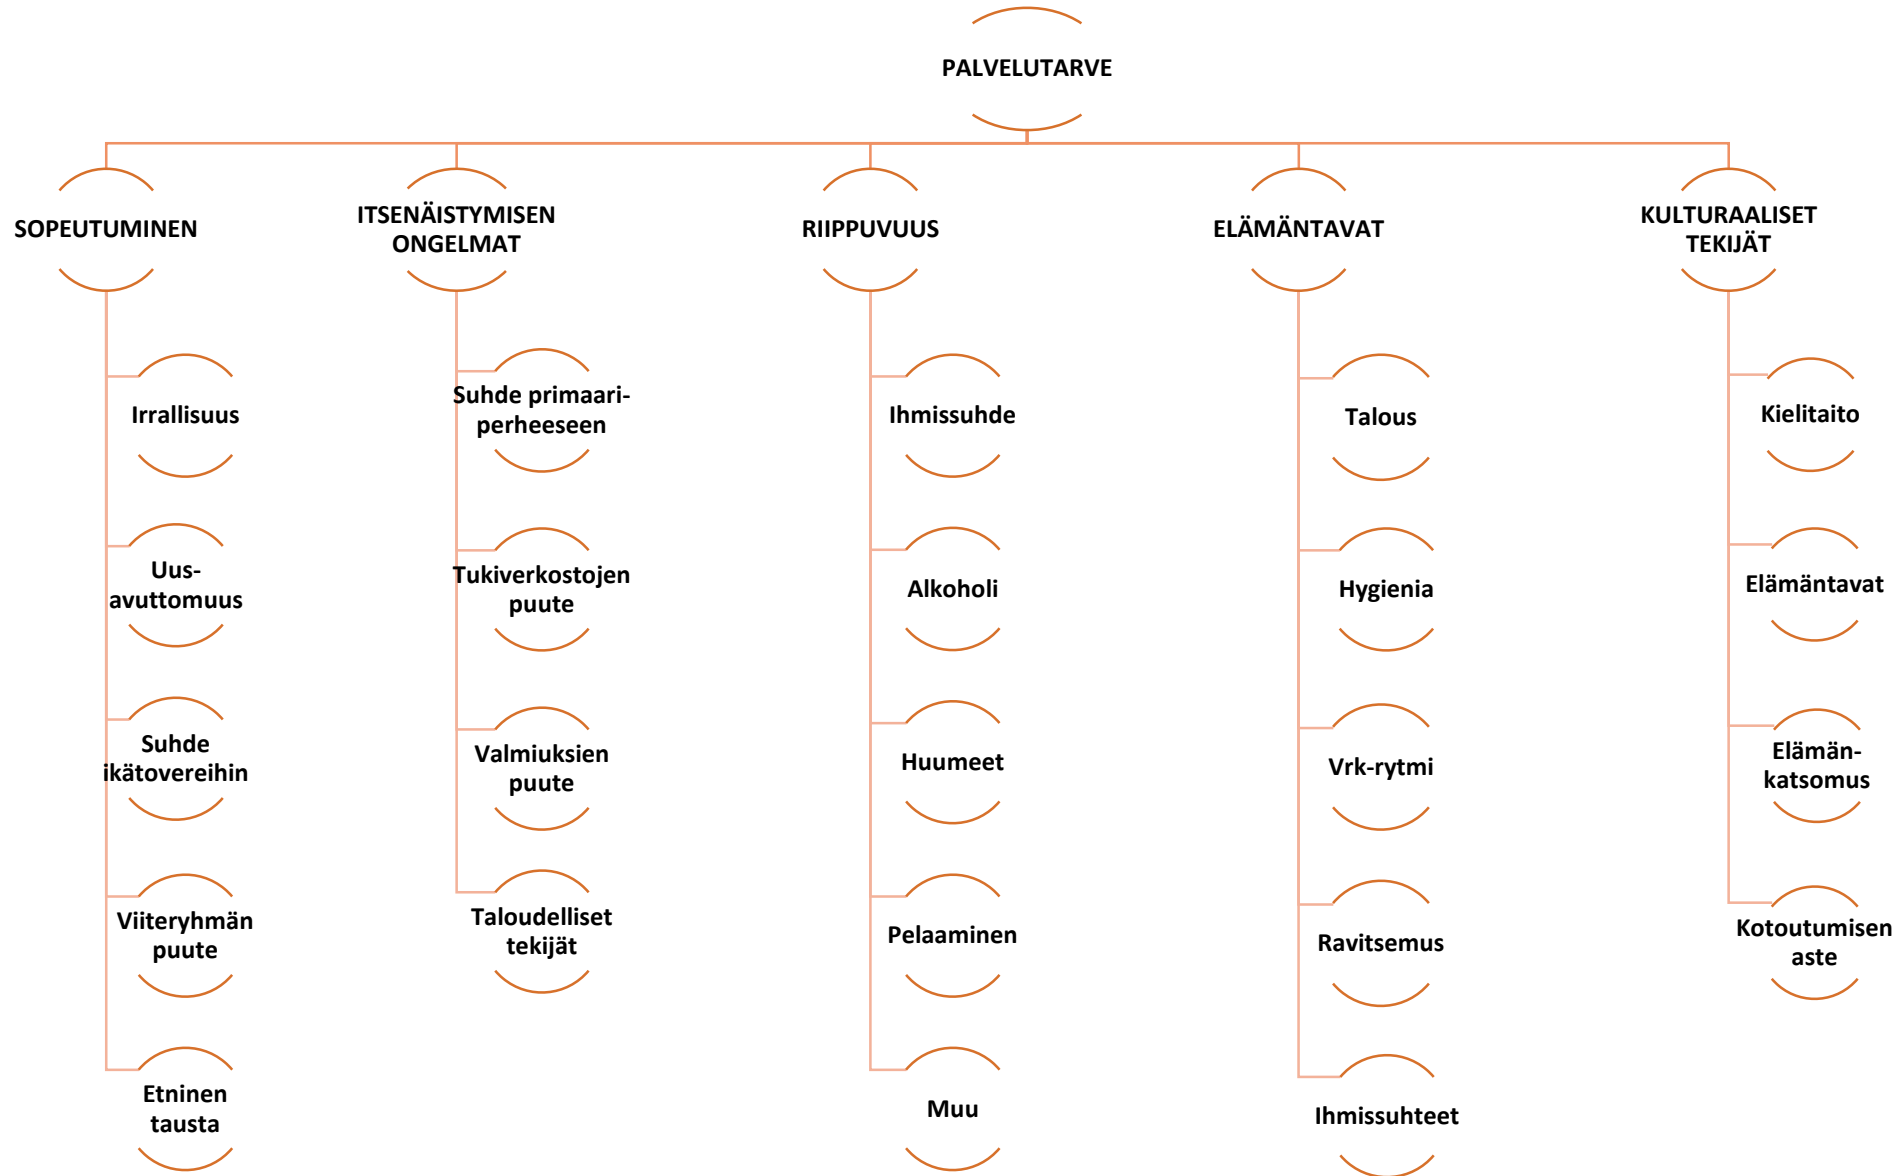 PALVELUTARVE
SOPEUTUMINEN
Irrallisuus
Uus-
avuttomuus
Suhde
ikätovereihin
Viiteryhmän
puute
Etninen
tausta
ITSENÄISTYMISEN
ONGELMAT
Suhde primaari-
perheeseen
Tukiverkostojen
puute
Valmiuksien
puute
Taloudelliset
tekijät
RIIPPUVUUS
Ihmissuhde
Alkoholi
Huumeet
Pelaaminen
Muu
ELÄMÄNTAVAT
Talous
Hygienia
Vrk-rytmi
Ravitsemus
Ihmissuhteet
KULTURAALISET
TEKIJÄT
Kielitaito
Elämäntavat
Elämän-
katsomus
Kotoutumisen
aste